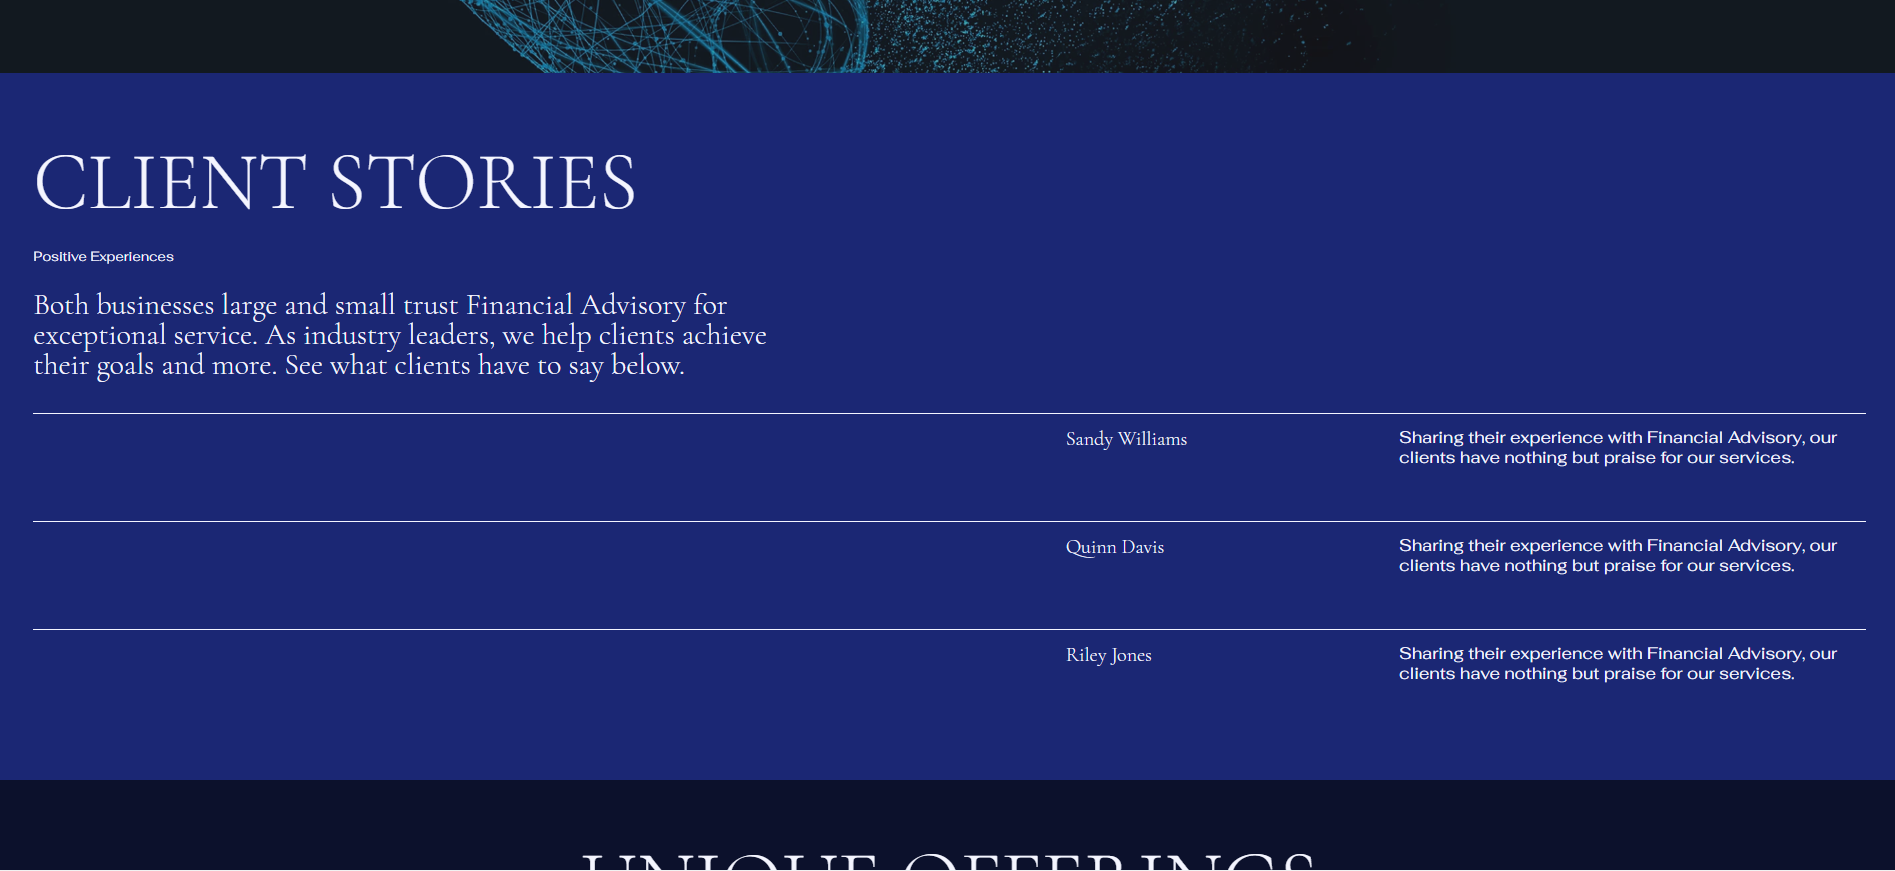 CLIENT STORIES
Positive Experiences
Both businesses large and small trust Financial Advisory for
exceptional service. As industry leaders, we help clients achieve
their goals and more. See what clients have to say below.
Sandy Williams
Sharing their experience with Financial Advisory, our
clients have nothing but praise for our services.
Quinn Davis
Sharing their experience with Financial Advisory, our
clients have nothing but praise for our services.
Riley Jones
Sharing their experience with Financial Advisory, our
clients have nothing but praise for our services.
UNIQUE OFFERINGS